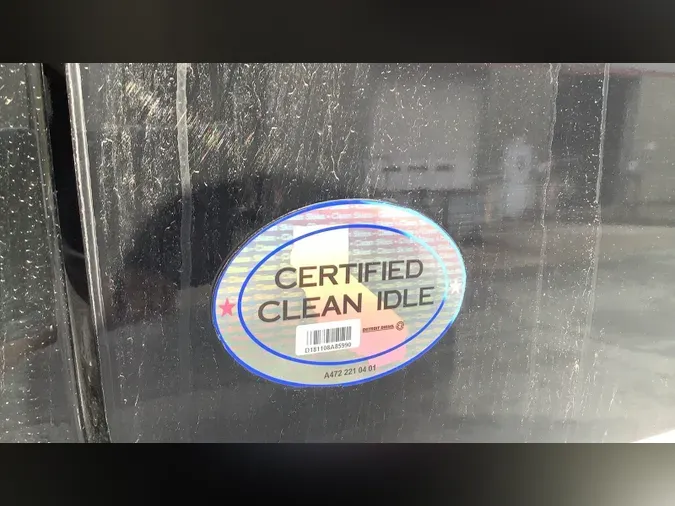 CERTIFIED
CLEAN IDLE
DETROIT DIESEL
A472 221 04 01